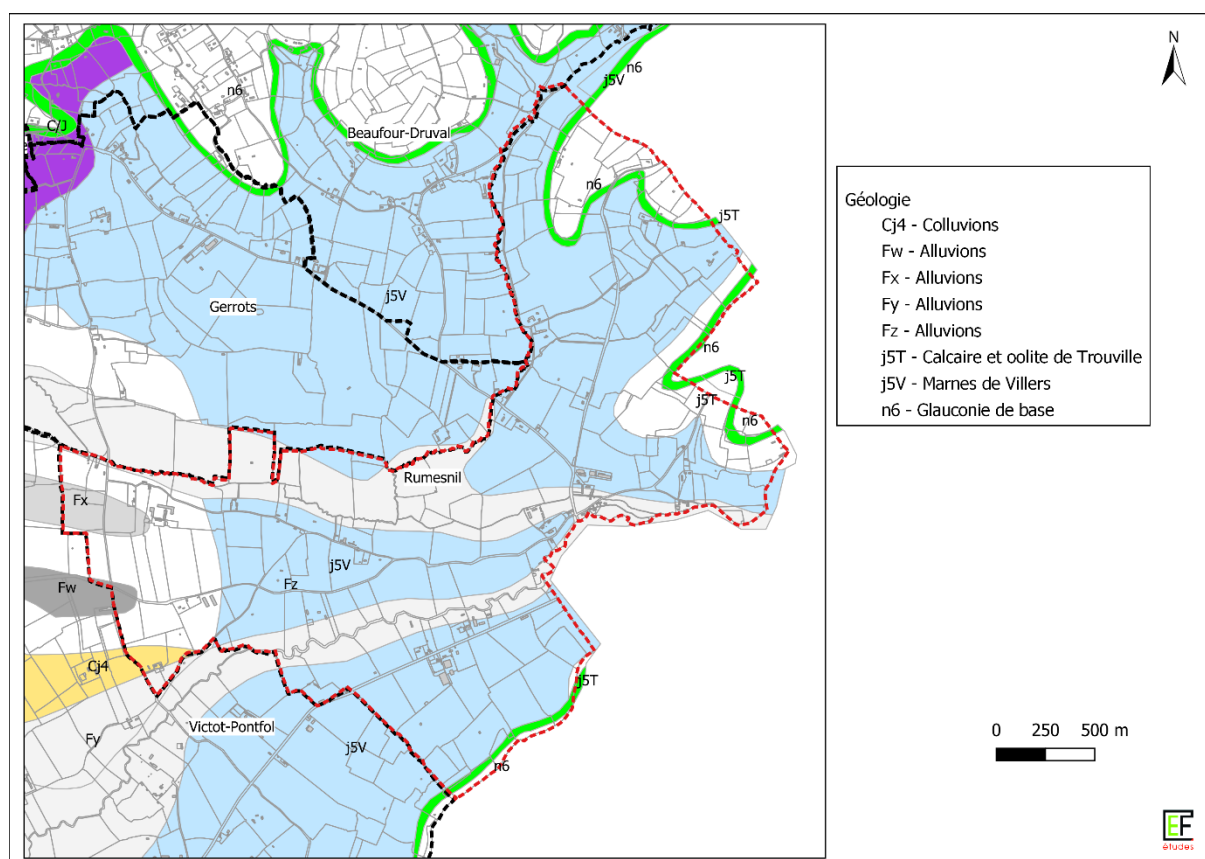 N
n6
j5V
n6
C/J
Beaufour-Druval
n6
j5T
Gerrots
j5V
n6
j5T
j5T
n6
Rumesnil
Fx
j5V
Fz
Fw
Cj4
j5T
Victot-Pontfol
Fy
j5V
n6
Géologie
Cj4 - Colluvions
Fw - Alluvions
Fx - Alluvions
Fy - Alluvions
Fz - Alluvions
j5T - Calcaire et oolite de Trouville
j5V - Marnes de Villers
n6 - Glauconie de base
0 250 500 m
EF
études